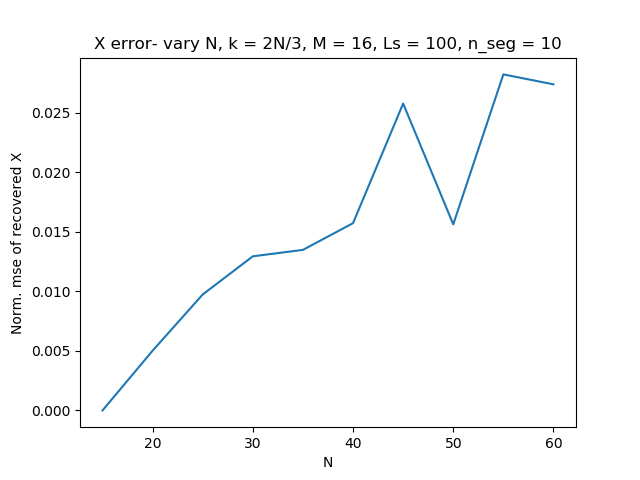 X error- vary N, k = 2N/3, M = 16, Ls = 100, n_seg = 10
Norm. mse of recovered X
0.025
0.020
0.015
0.010
0.005
0.000
20 30 40 50 60
N